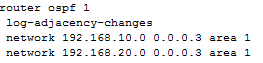 router ospf 1
log-adjacency-changes
network 192.168.10.0 0.0.0.3 area 1
network 192.168.20.0 0.0.0.3 area 1